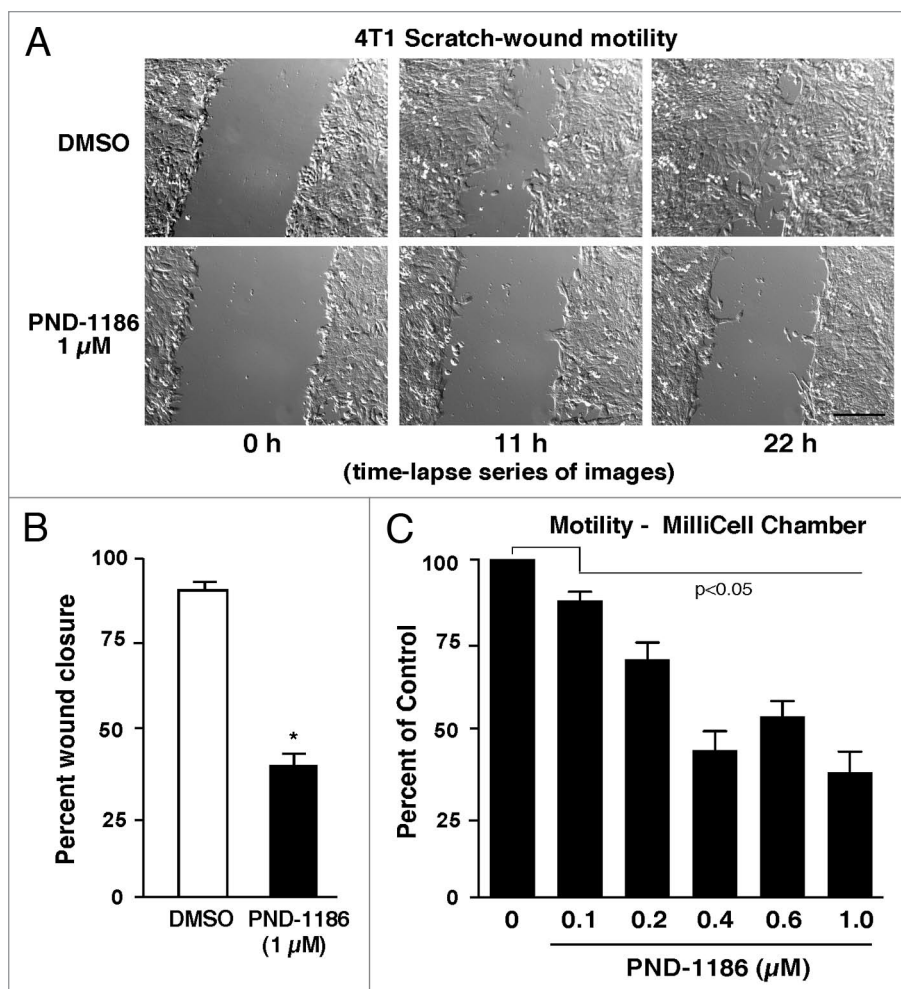 A
4T1 Scratch-wound motility
DMSO
PND-1186
1 µM
0 h
11 h
22 h
(time-lapse series of images)
B
Percent wound closure
100
75
50
25
0
*
DMSO
PND-1186
(1 µM)
C
Motility - MilliCell Chamber
Percent of Control
100
75
50
25
0
p<0.05
0
0.1
0.2
0.4
0.6
1.0
PND-1186 (µM)